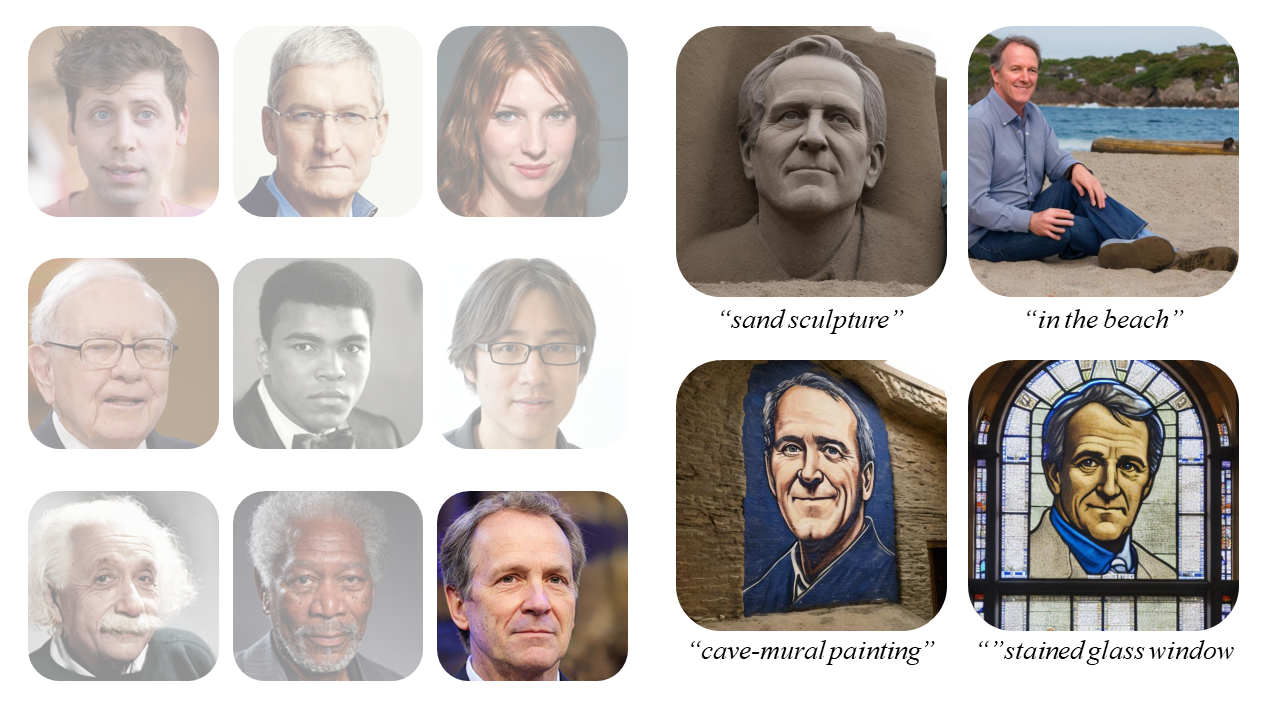 “sand sculpture”
“in the beach”
“cave-mural painting”
“”stained glass window